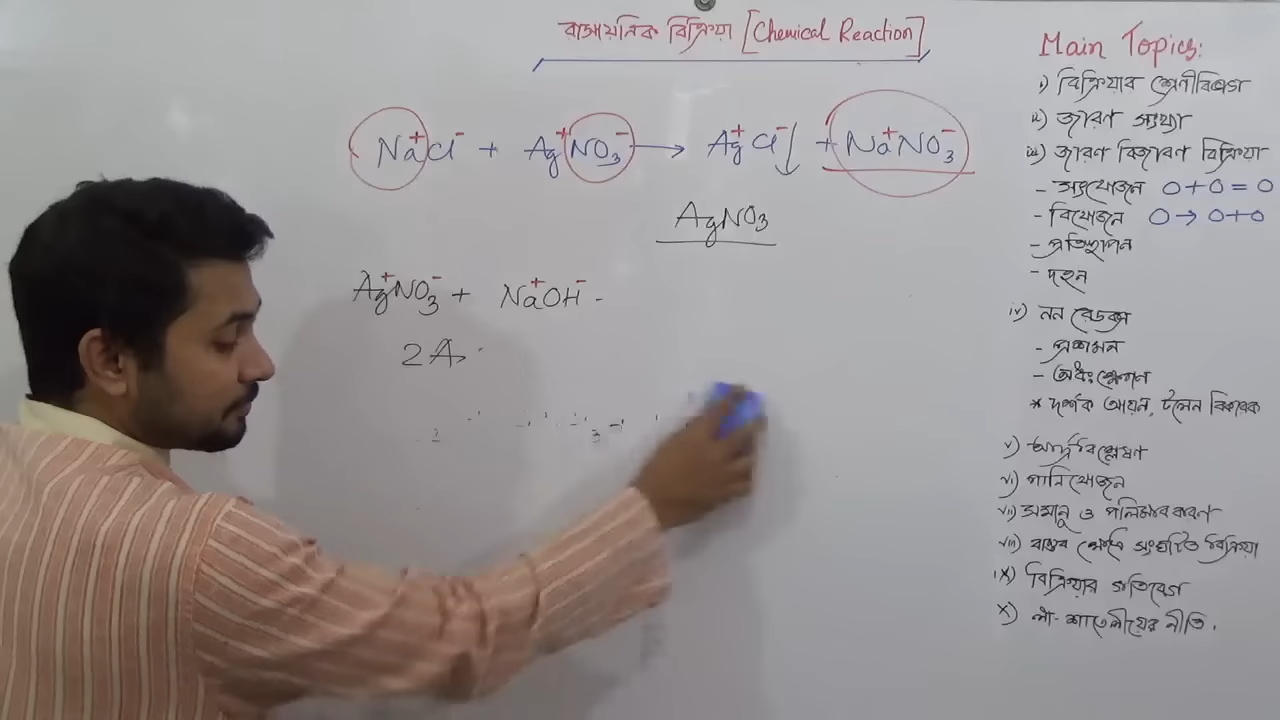 রাসায়নিক বিক্রিয়া [Chemical Reaction]
Na⁺Cl⁻ + Ag⁺NO₃⁻ → Ag⁺Cl⁻↓ + Na⁺NO₃⁻
AgNO₃
Ag⁺NO₃⁻ + Na⁺OH⁻ -
2A
Main Topics:
i) বিক্রিয়ার শ্রেণীবিভাগ
ii) জারণ সংখ্যা
iii) জারণ বিজারণ বিক্রিয়া
- সংযোজন O + O = O
- বিযোজন O → O + O
- প্রতিস্থাপন
- দহন
iv) নন রেডক্স
- প্রশমন
- অধঃক্ষেপন
* দর্শক আয়ন, টলেন বিকারক
v) আর্দ্রবিশ্লেষণ
vi) পানিযোজন
vii) সমানু ও পলিমারকরণ
viii) বাস্তব ক্ষেত্রে সংঘটিত বিক্রিয়া
ix) বিক্রিয়ার গতিবেগ
x) লা-শাতেলীয়ের নীতি.